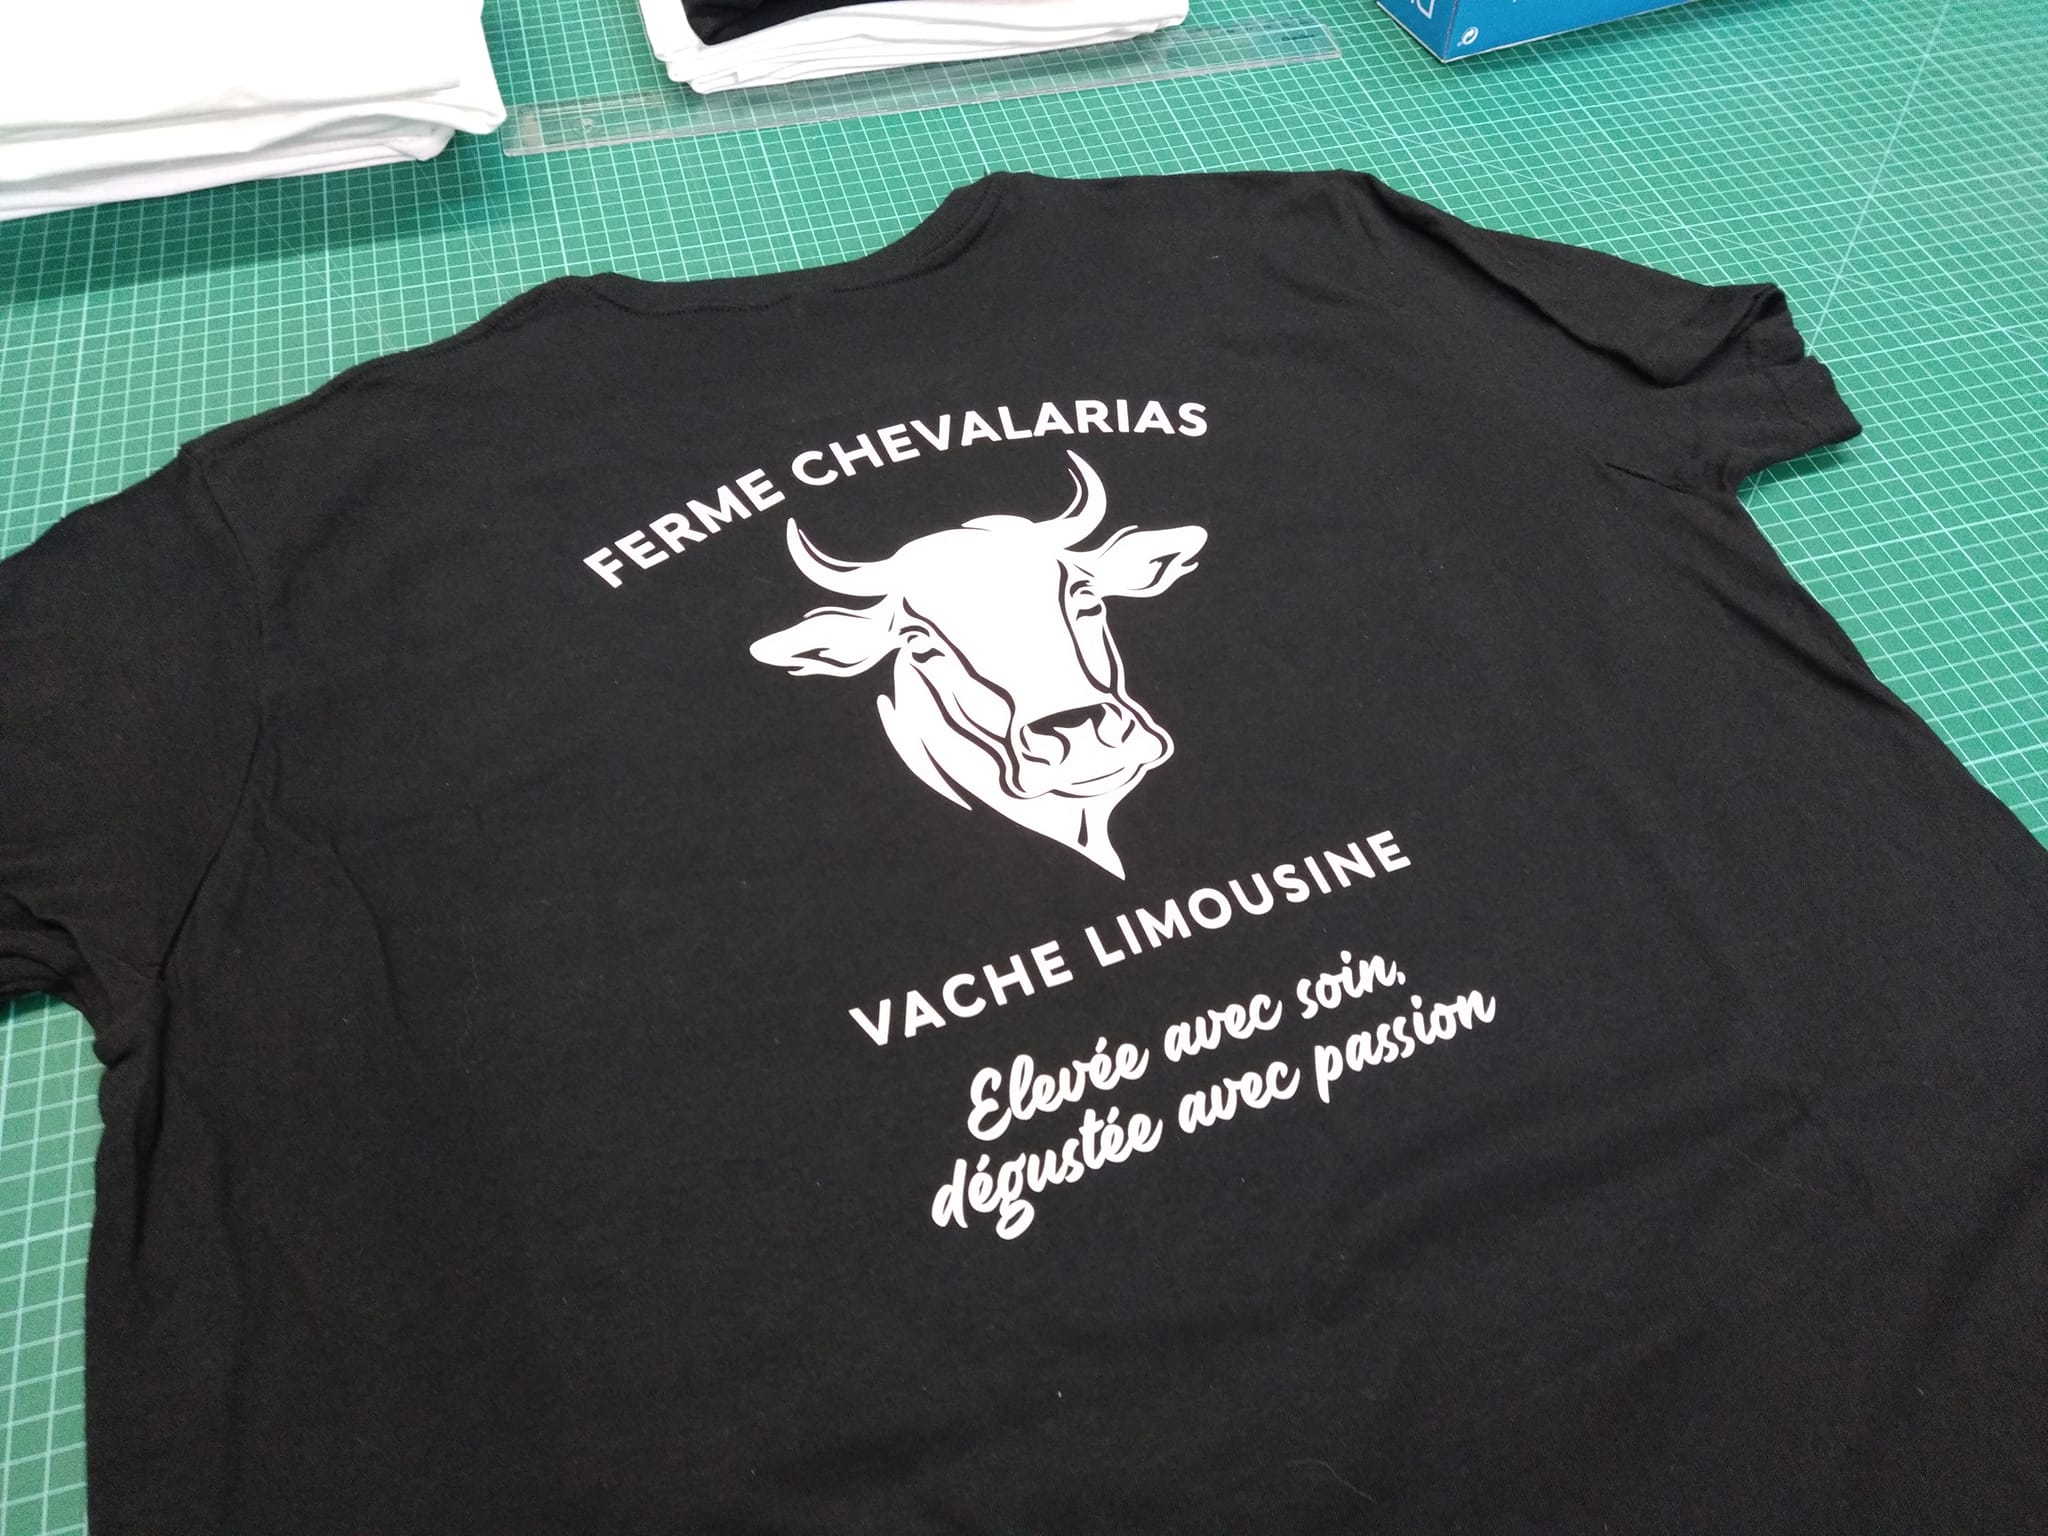 FERME CHEVALARIAS
VACHE LIMOUSINE
Elevée avec soin,
dégustée avec passion